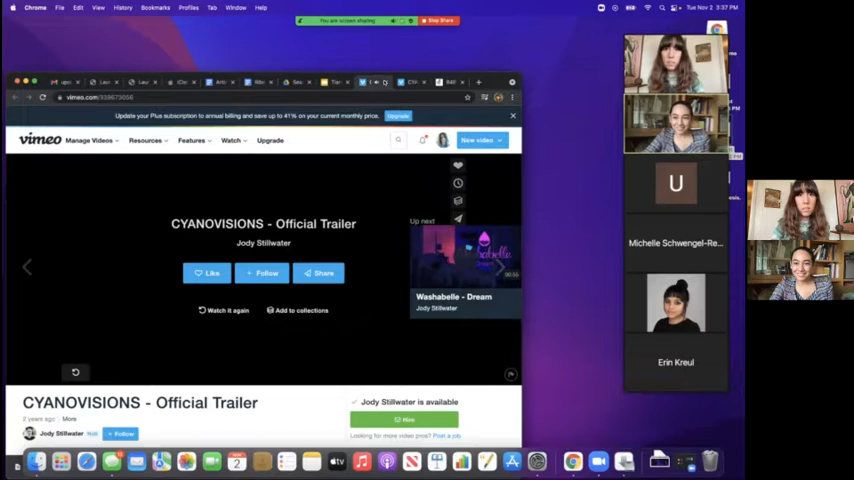 Chrome File Edit View History Bookmarks Profiles Tab Window Help Tue Nov 2 3:37 PM
You are screen sharing Stop Share
vimeo.com/339673056
Update your Plus subscription to annual billing and save up to 41% on your current monthly price. Upgrade
vimeo Manage Videos Resources Features Watch Upgrade New video
CYANOVISIONS - Official Trailer
Jody Stillwater
Like + Follow Share
Watch it again Add to collections
Up next
Washabelle - Dream
Jody Stillwater
CYANOVISIONS - Official Trailer
2 years ago More
Jody Stillwater + Follow
Jody Stillwater is available
Hire
Looking for more video pros? Post a job
U
Michelle Schwengel-Re...
Erin Kreul
NOV
2
tv